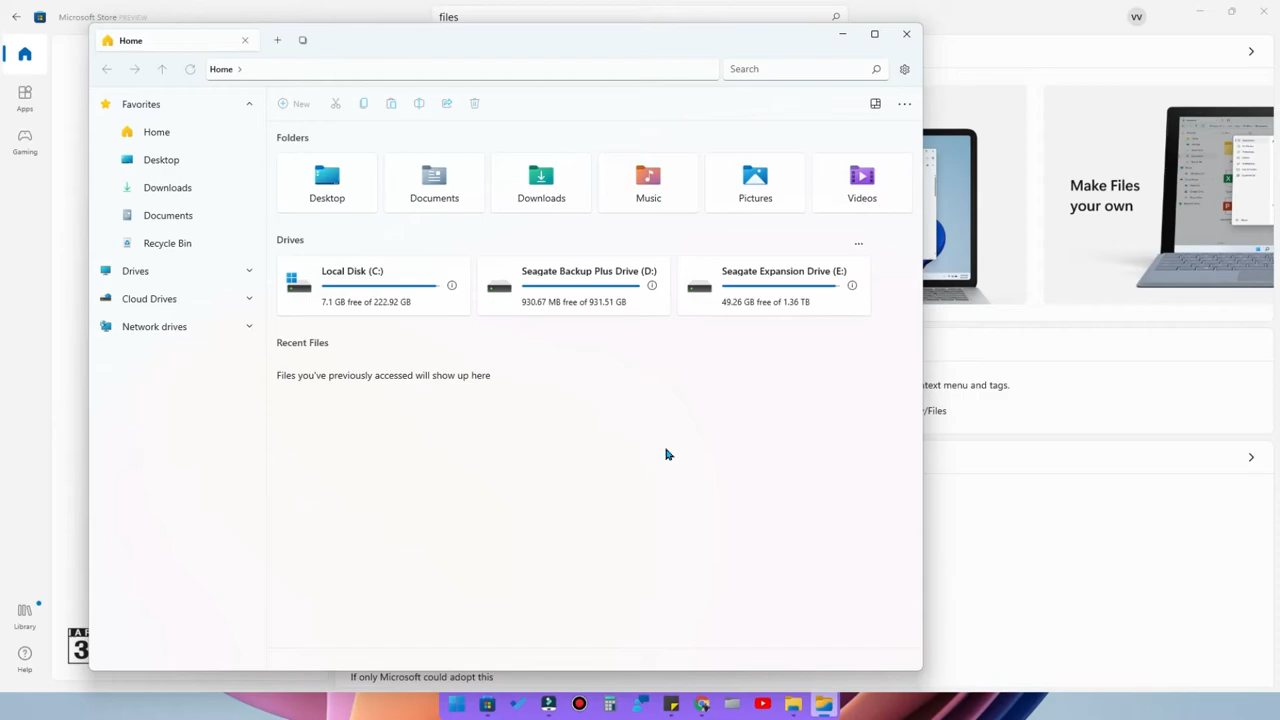 Microsoft Store PREVIEW
files
VV
Home
Home
Search
Favorites
New
Home
Desktop
Downloads
Documents
Recycle Bin
Drives
Cloud Drives
Network drives
Folders
Desktop
Documents
Downloads
Music
Pictures
Videos
Drives
Local Disk (C:)
7.1 GB free of 222.92 GB
Seagate Backup Plus Drive (D:)
930.67 MB free of 931.51 GB
Seagate Expansion Drive (E:)
49.26 GB free of 1.36 TB
Recent Files
Files you've previously accessed will show up here
Apps
Gaming
Library
Help
Make Files
your own
text menu and tags.
/Files
3
If only Microsoft could adopt this